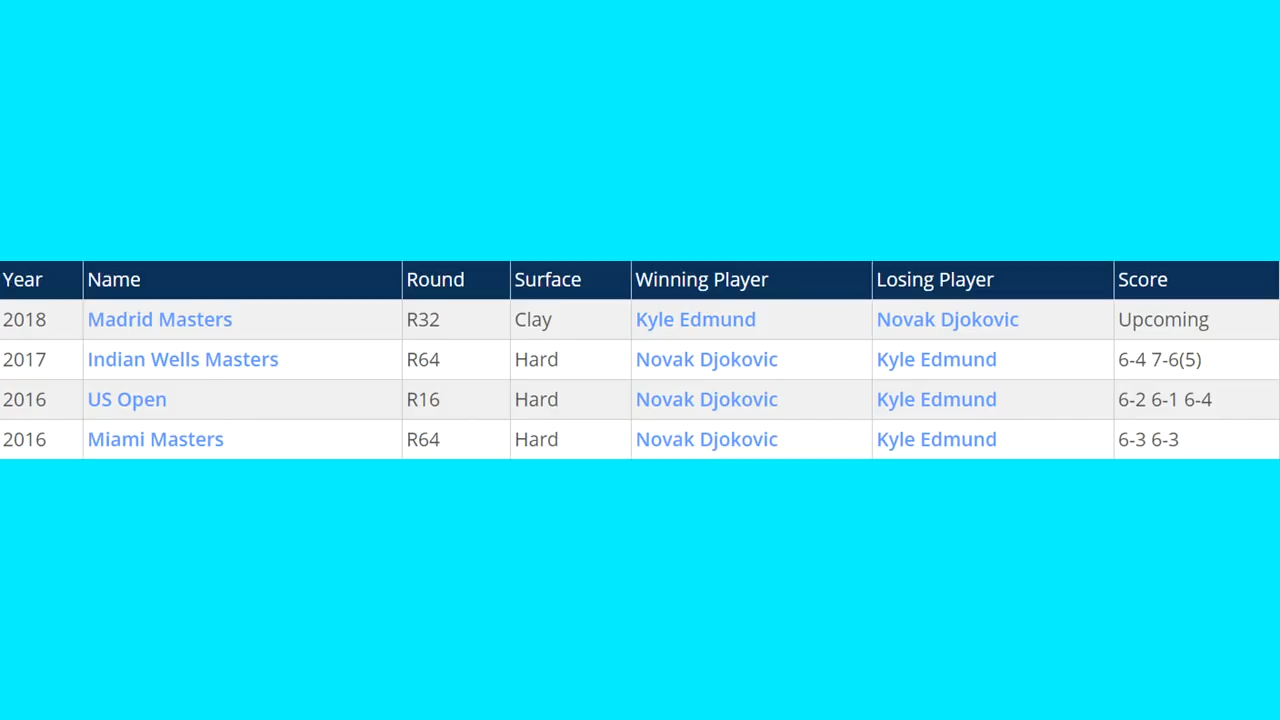 Year Name Round Surface Winning Player Losing Player Score
2018 Madrid Masters R32 Clay Kyle Edmund Novak Djokovic Upcoming
2017 Indian Wells Masters R64 Hard Novak Djokovic Kyle Edmund 6-4 7-6(5)
2016 US Open R16 Hard Novak Djokovic Kyle Edmund 6-2 6-1 6-4
2016 Miami Masters R64 Hard Novak Djokovic Kyle Edmund 6-3 6-3